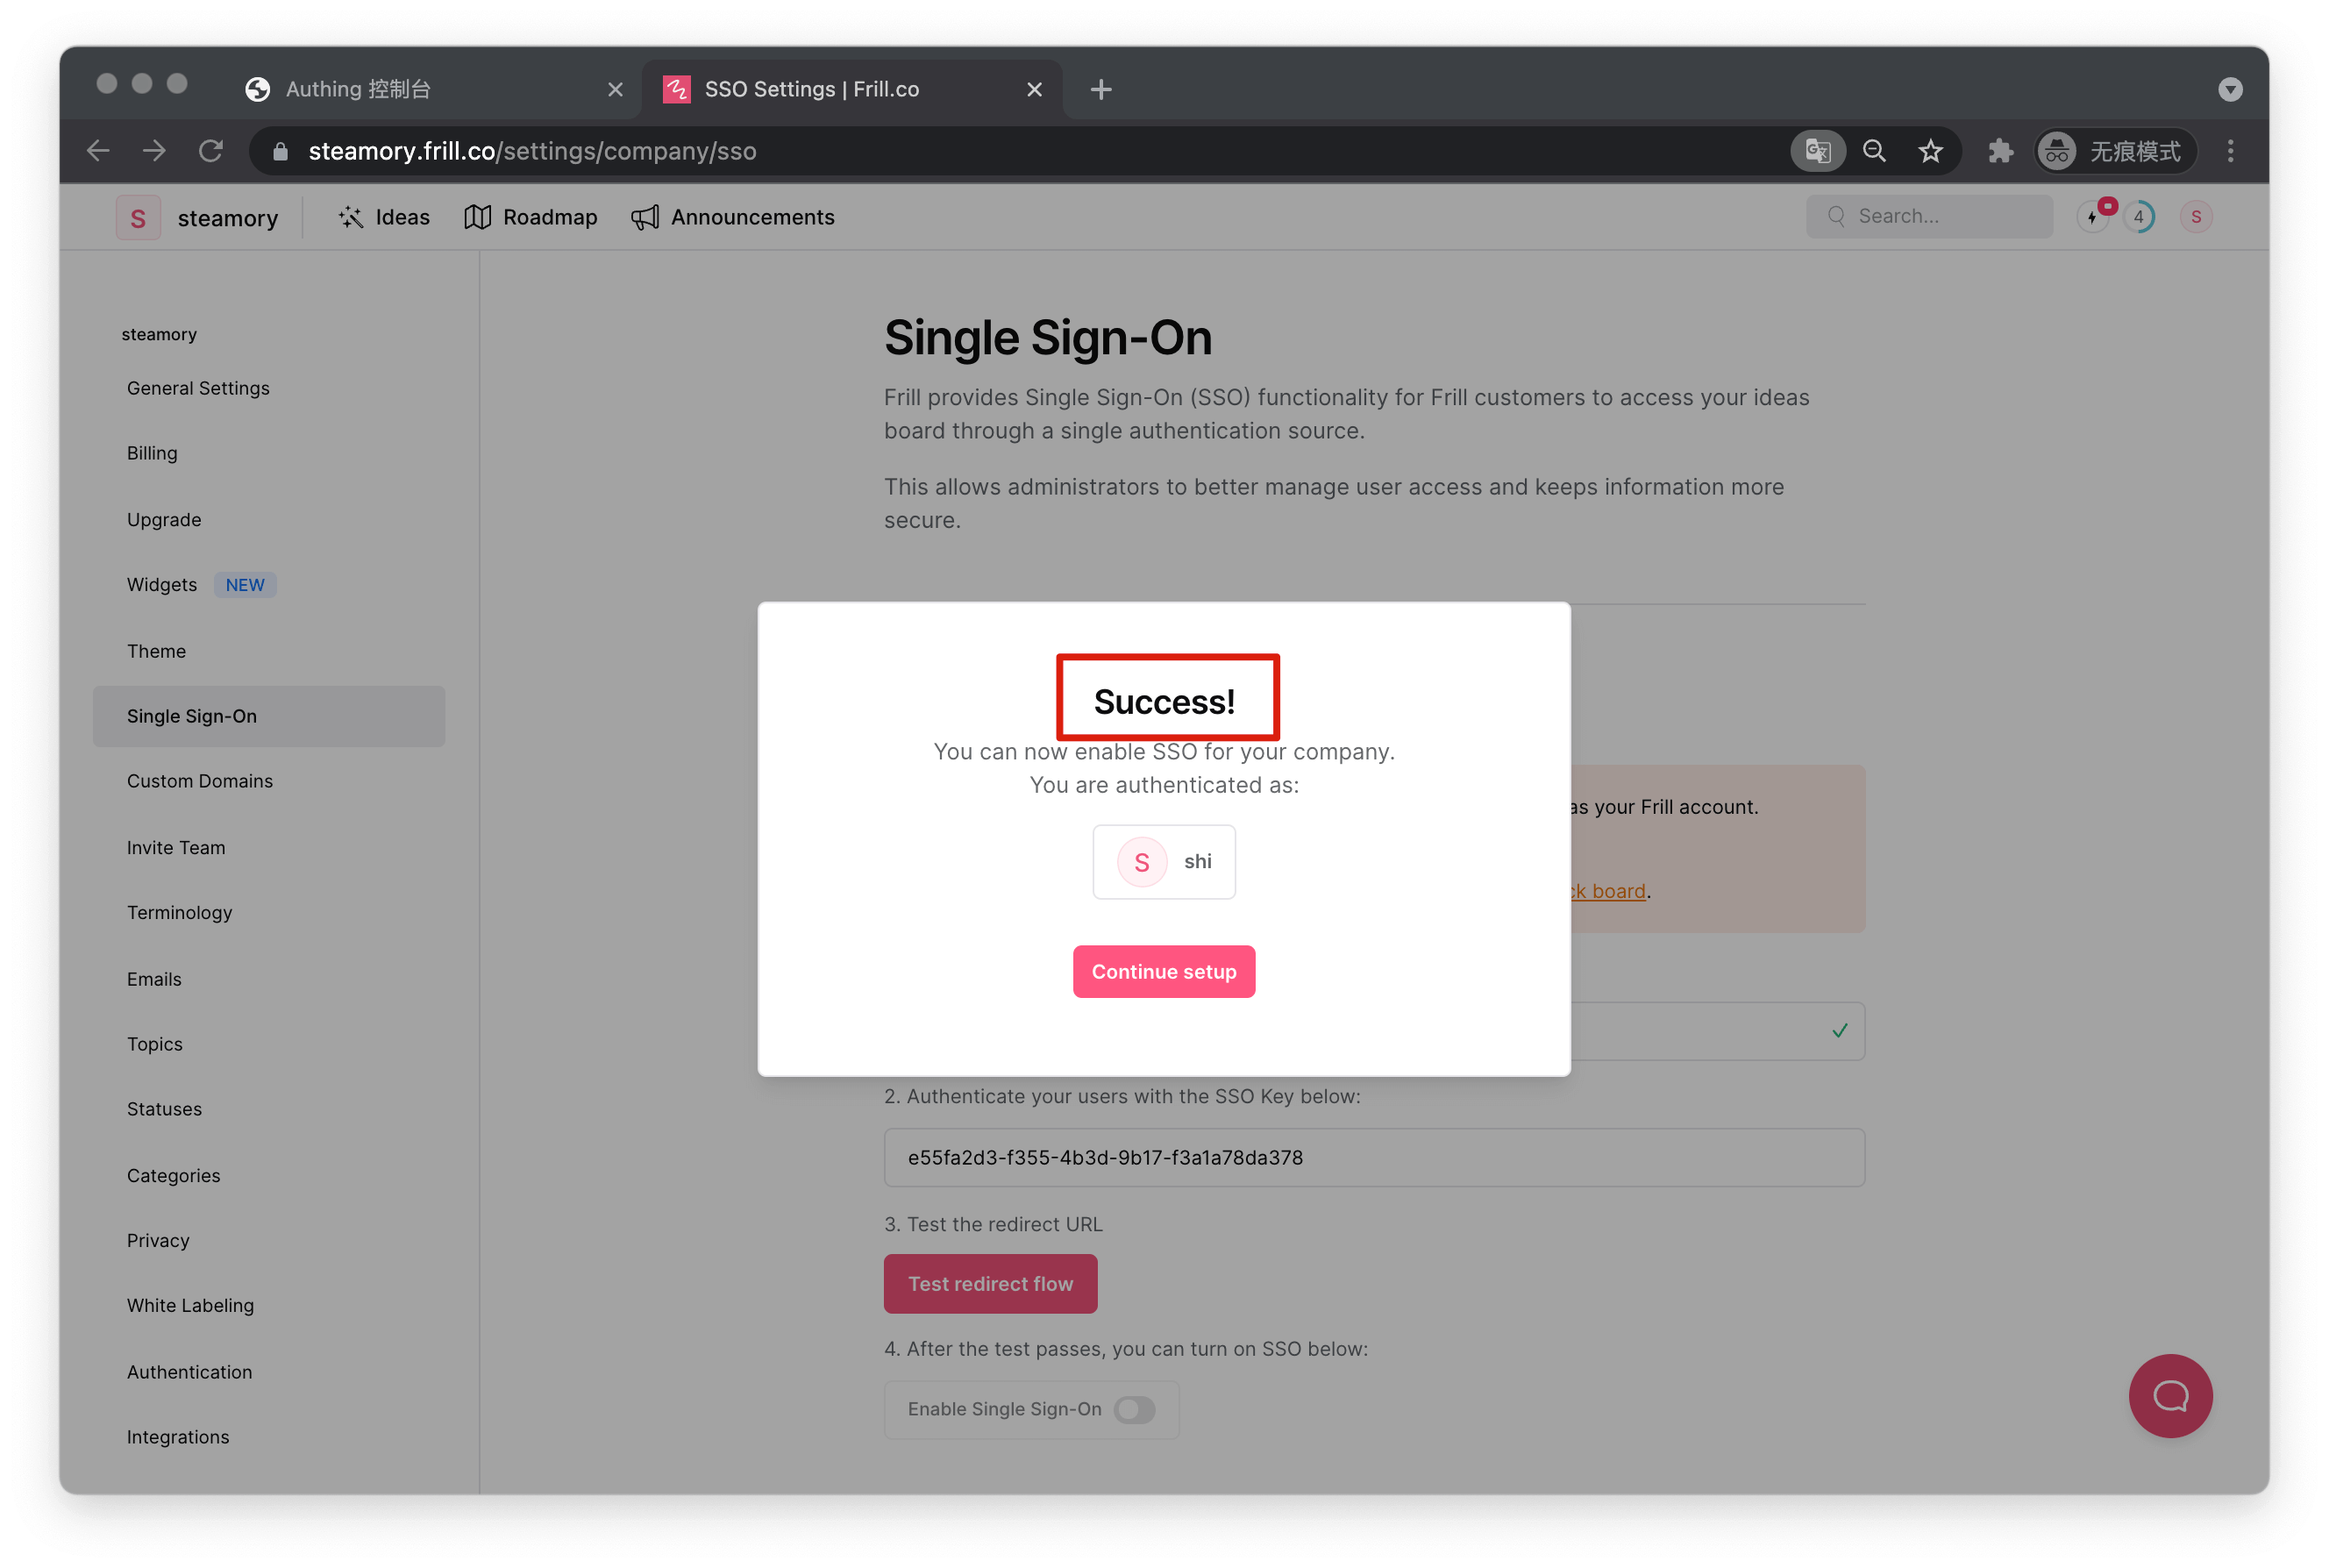 Authing 控制台
SSO Settings | Frill.co
steamory.frill.co/settings/company/sso
无痕模式
S steamory
Ideas
Roadmap
Announcements
Search...
4
S
steamory
General Settings
Billing
Upgrade
Widgets NEW
Theme
Single Sign-On
Custom Domains
Invite Team
Terminology
Emails
Topics
Statuses
Categories
Privacy
White Labeling
Authentication
Integrations
Single Sign-On
Frill provides Single Sign-On (SSO) functionality for Frill customers to access your ideas
board through a single authentication source.
This allows administrators to better manage user access and keeps information more
secure.
Success!
You can now enable SSO for your company.
You are authenticated as:
S shi
Continue setup
as your Frill account.
ck board.
2. Authenticate your users with the SSO Key below:
e55fa2d3-f355-4b3d-9b17-f3a1a78da378
3. Test the redirect URL
Test redirect flow
4. After the test passes, you can turn on SSO below:
Enable Single Sign-On